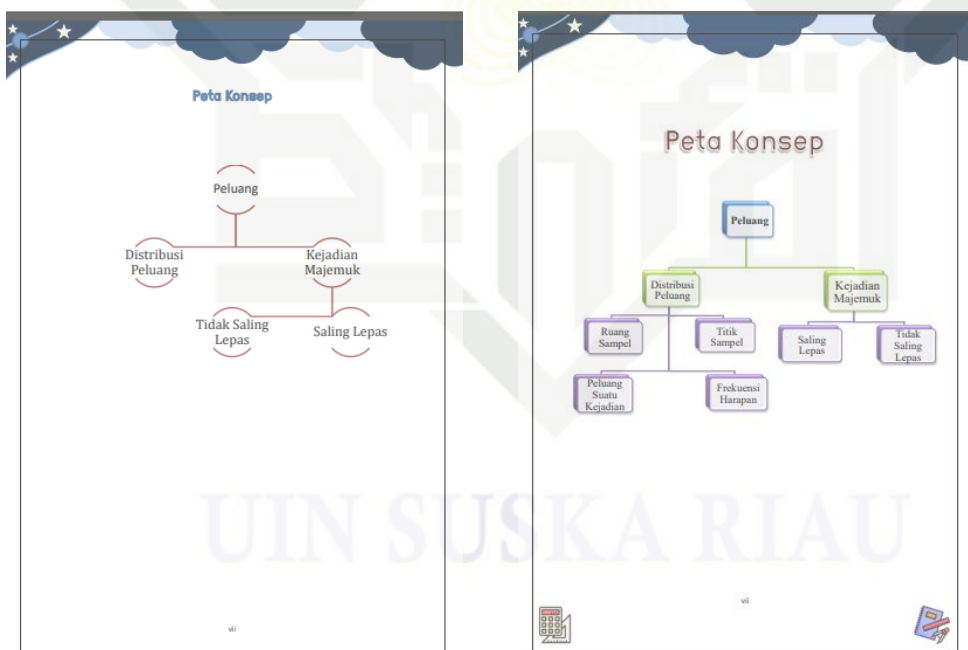 Peta Konsep
Peluang
Distribusi
Peluang
Kejadian
Majemuk
Tidak Saling
Lepas
Saling Lepas
vii
Peta Konsep
Peluang
Distribusi
Peluang
Kejadian
Majemuk
Ruang
Sampel
Titik
Sampel
Saling
Lepas
Tidak
Saling
Lepas
Peluang
Suatu
Kejadian
Frekuensi
Harapan
vii
UIN SUSKA RIAU